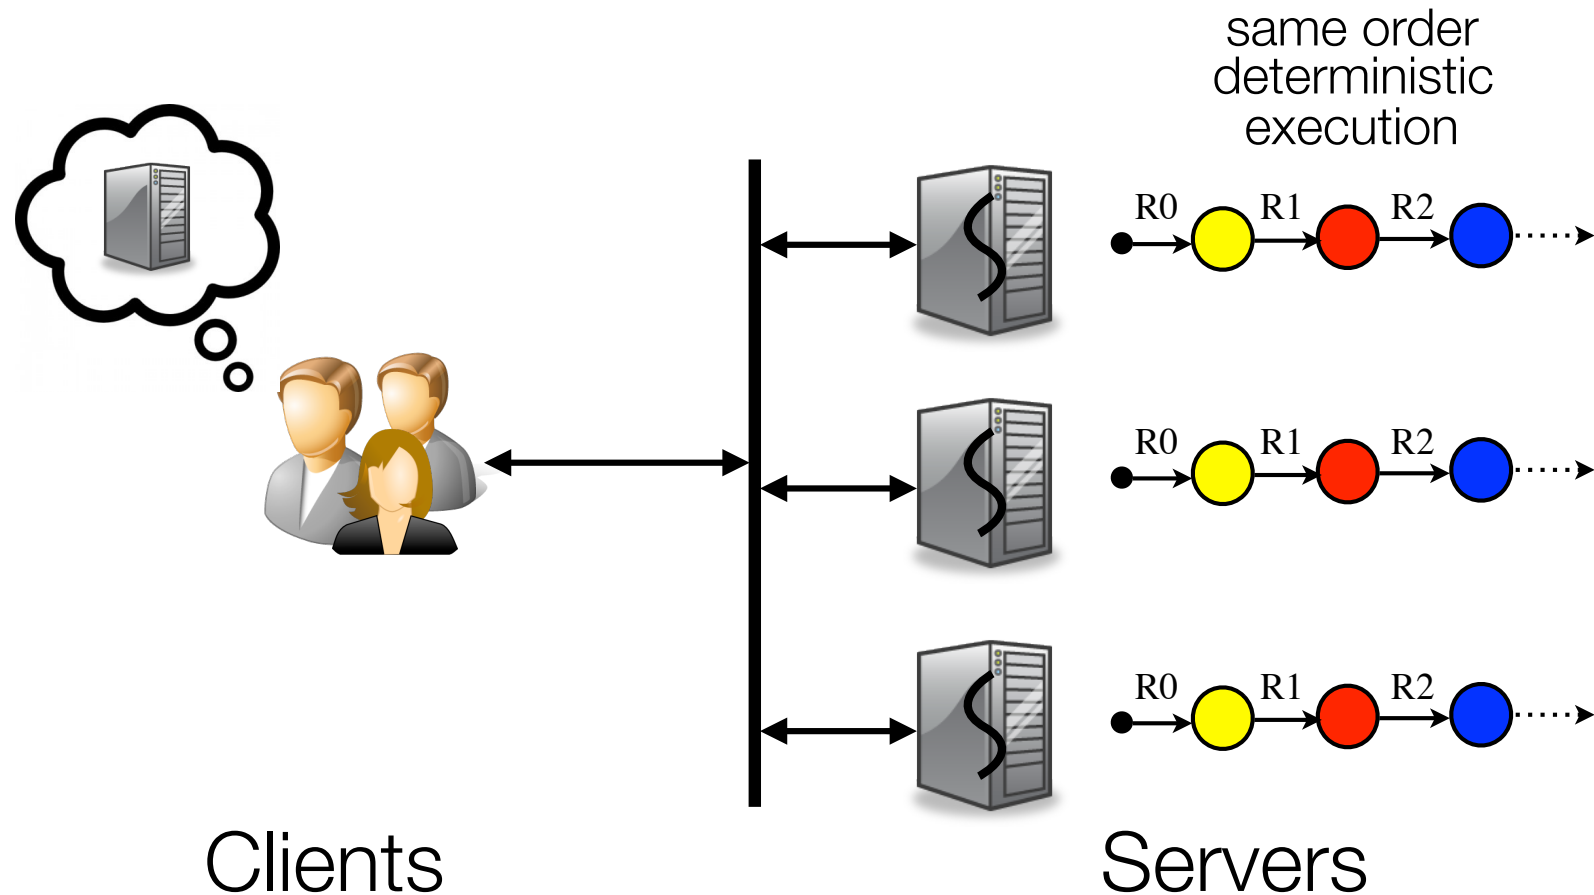 same order
deterministic
execution
R0 R1 R2
R0 R1 R2
R0 R1 R2
Clients Servers